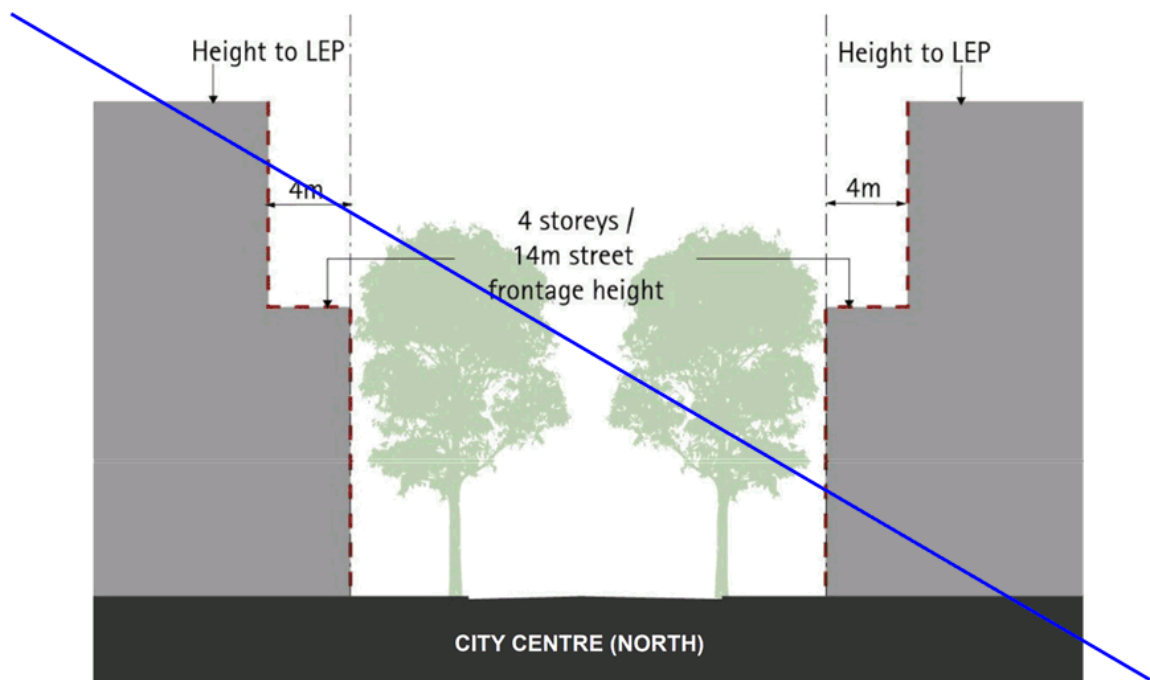 Height to LEP
Height to LEP
4m
4m
4 storeys /
14m street
frontage height
CITY CENTRE (NORTH)